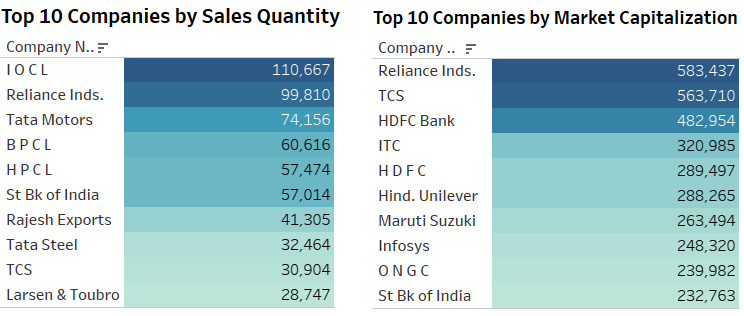 Top 10 Companies by Sales Quantity
Company N..
I O C L 110,667
Reliance Inds. 99,810
Tata Motors 74,156
B P C L 60,616
H P C L 57,474
St Bk of India 57,014
Rajesh Exports 41,305
Tata Steel 32,464
TCS 30,904
Larsen & Toubro 28,747
Top 10 Companies by Market Capitalization
Company ..
Reliance Inds. 583,437
TCS 563,710
HDFC Bank 482,954
ITC 320,985
H D F C 289,497
Hind. Unilever 288,265
Maruti Suzuki 263,494
Infosys 248,320
O N G C 239,982
St Bk of India 232,763